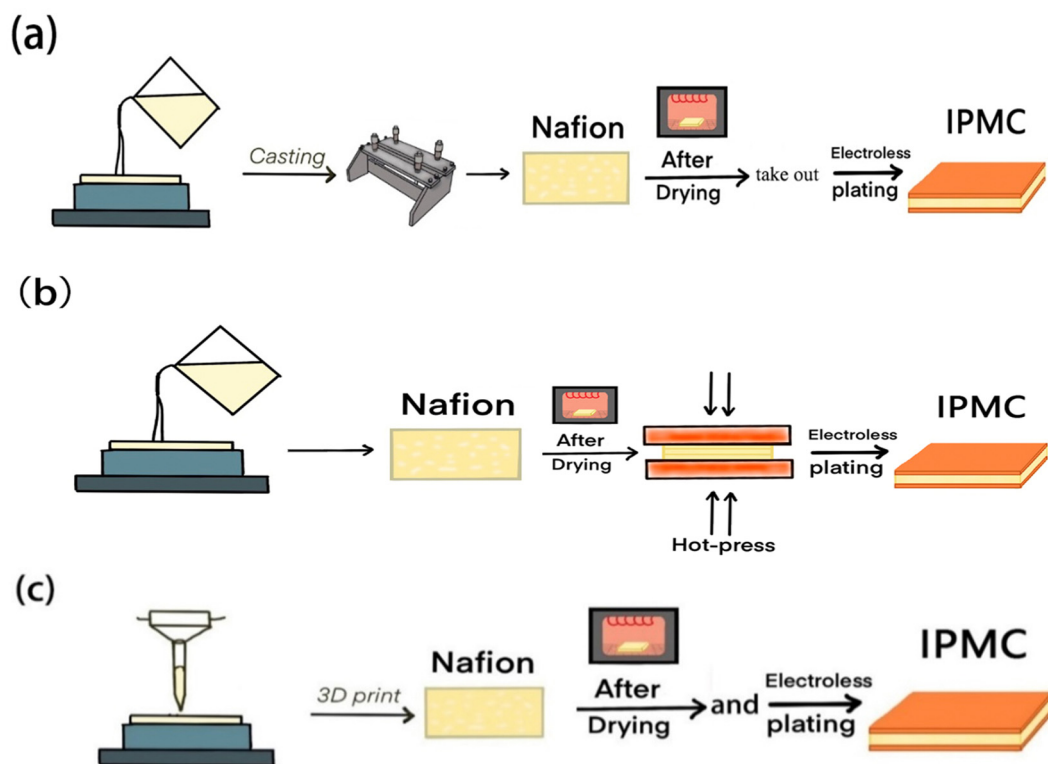 (a)
Casting
Nafion
After
Drying
take out
Electroless
plating
IPMC
(b)
Nafion
After
Drying
Hot-press
Electroless
plating
IPMC
(c)
3D print
Nafion
After
Drying
and
Electroless
plating
IPMC